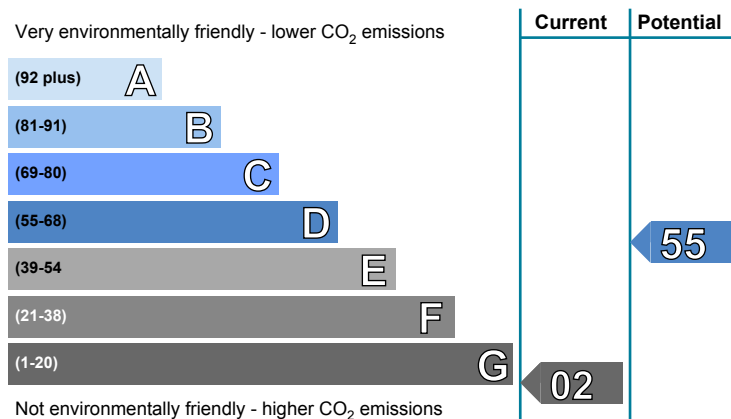 Current Potential
Very environmentally friendly - lower CO₂ emissions
(92 plus) A
(81-91) B
(69-80) C
(55-68) D
55
(39-54 E
(21-38) F
(1-20) G
02
Not environmentally friendly - higher CO₂ emissions